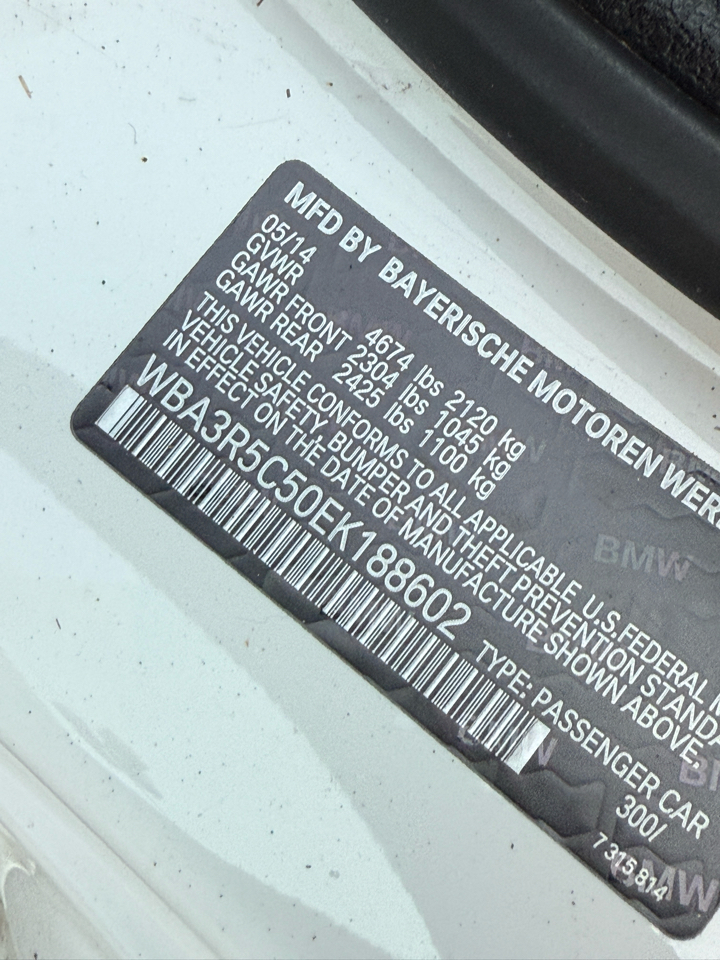 MFD BY BAYERISCHE MOTOREN WER
05/14
GVWR 4674 lbs 2120 kg
GAWR FRONT 2304 lbs 1045 kg
GAWR REAR 2425 lbs 1100 kg
THIS VEHICLE CONFORMS TO ALL APPLICABLE U.S. FEDERAL
VEHICLE SAFETY, BUMPER AND THEFT PREVENTION STANDA
IN EFFECT ON THE DATE OF MANUFACTURE SHOWN ABOVE,
WBA3R5C50EK188602 TYPE: PASSENGER CAR
300/
7 315 814
BMW
BMW